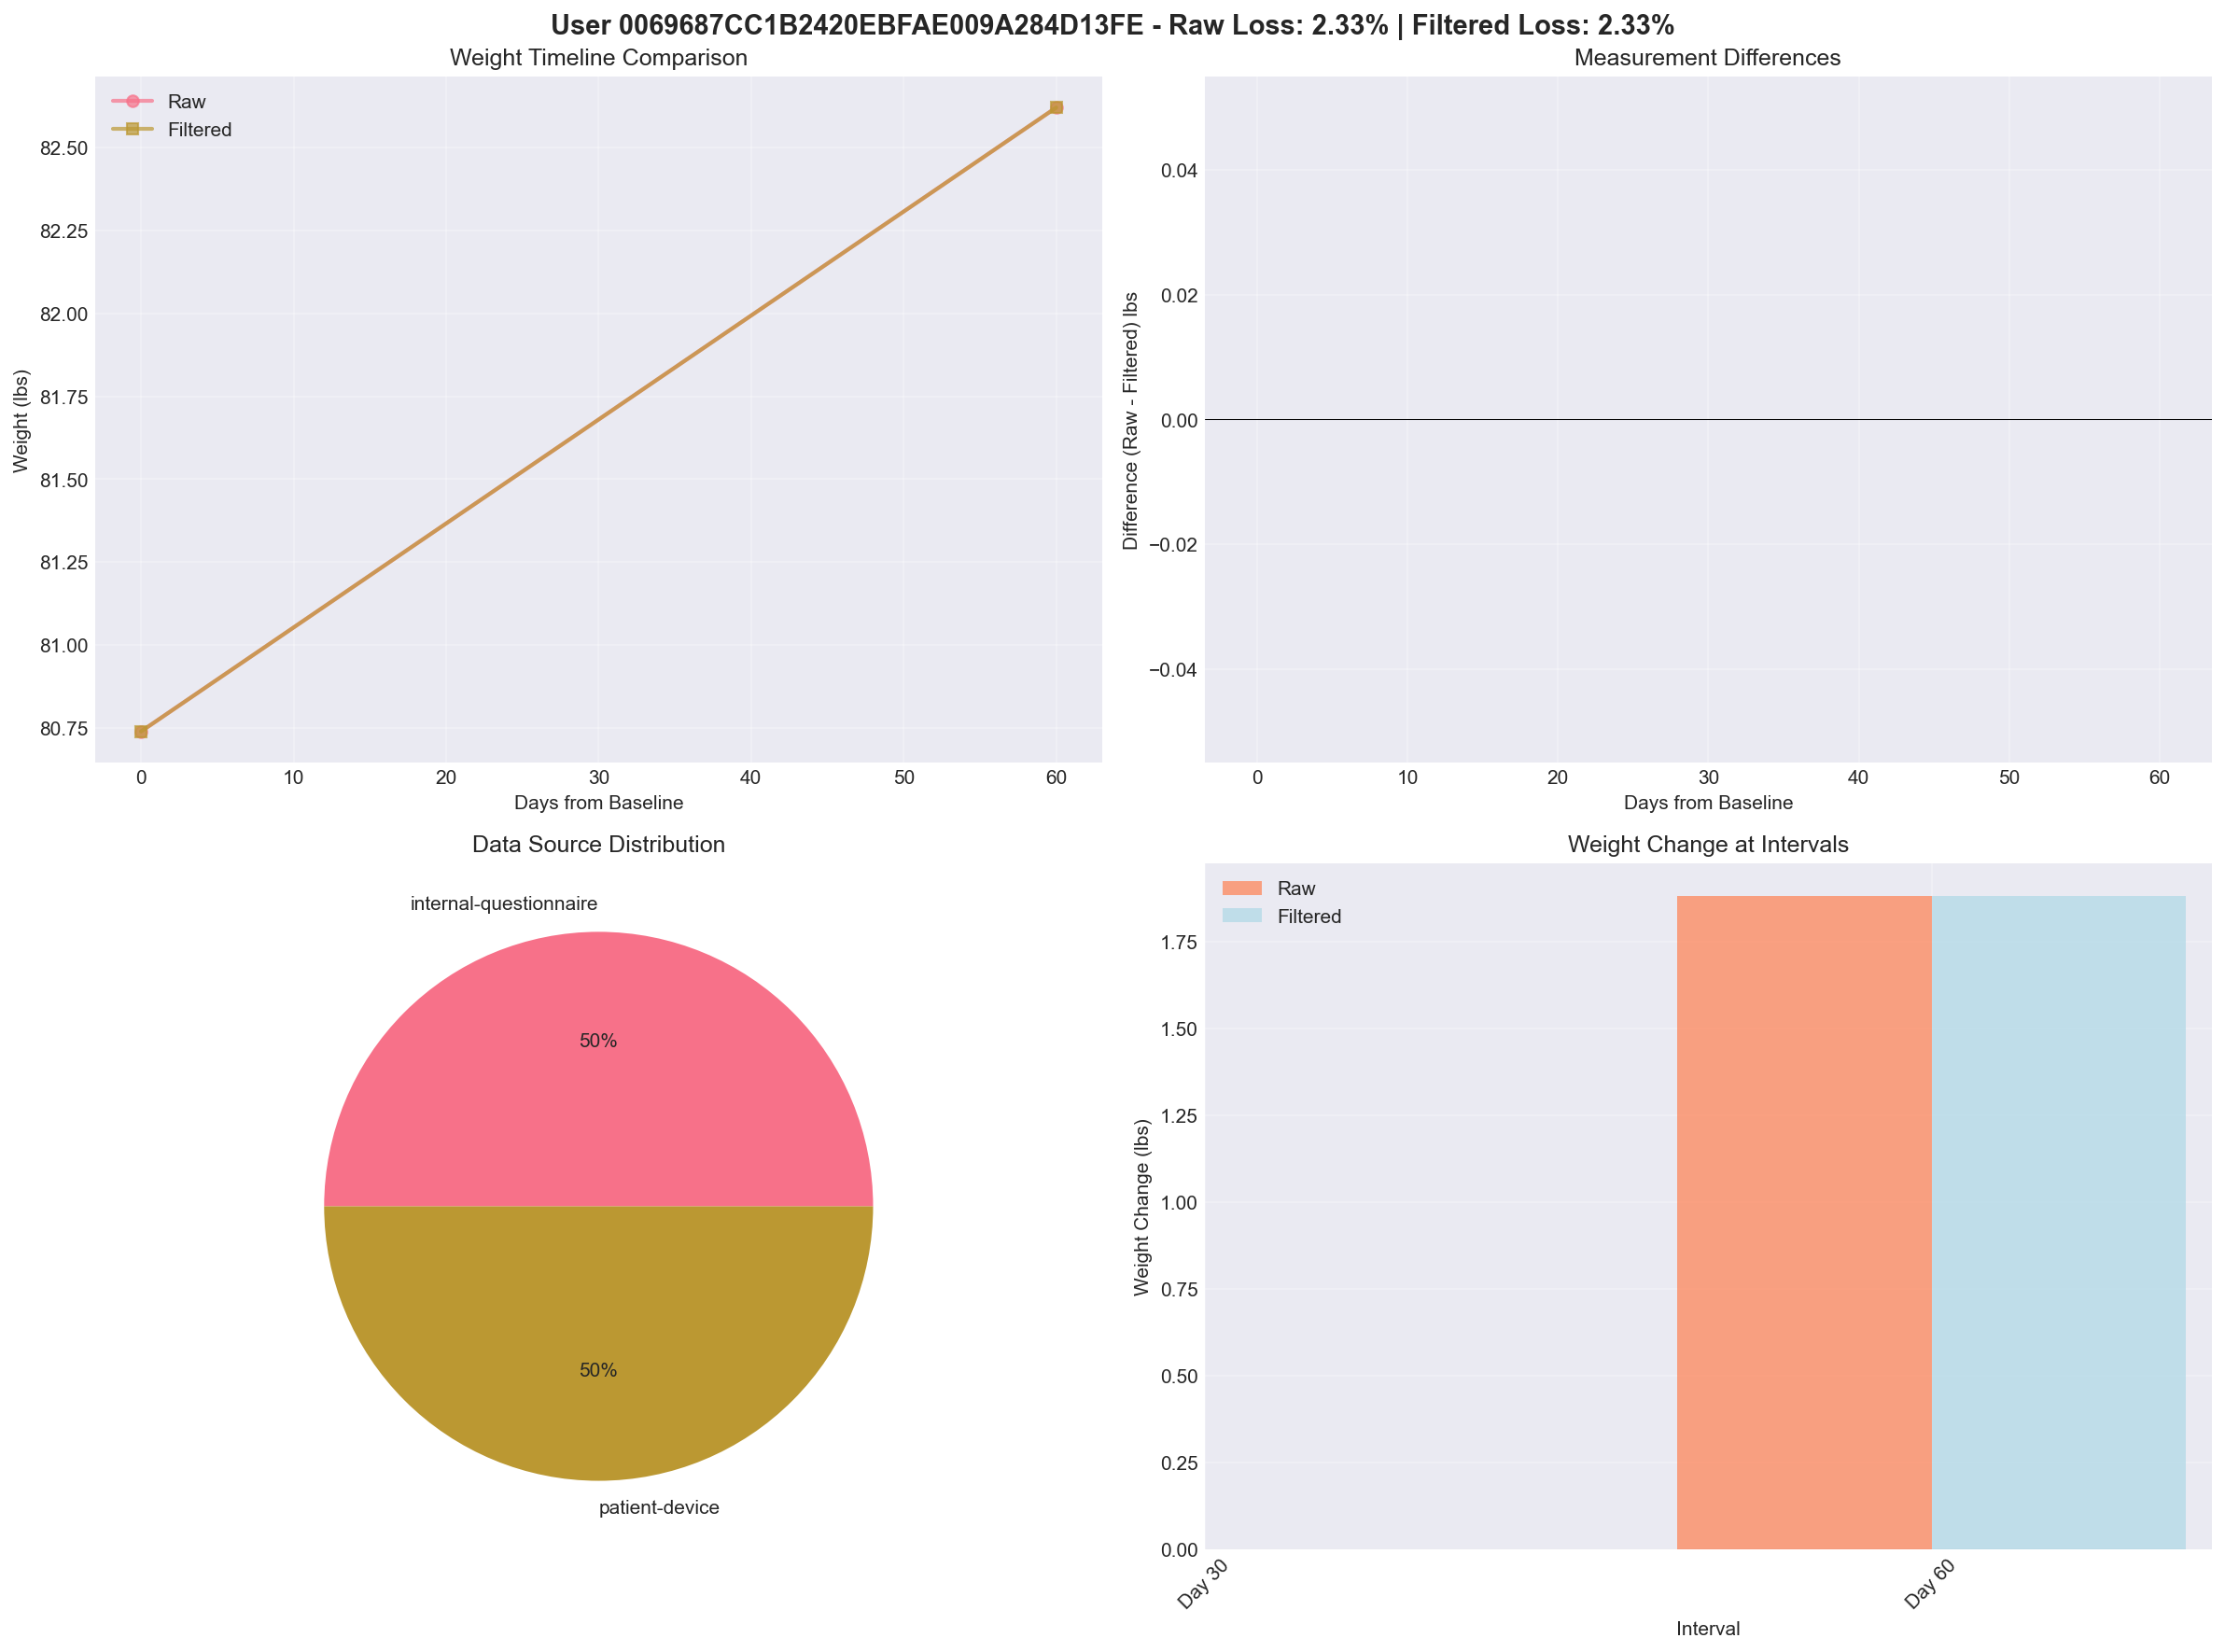 User 0069687CC1B2420EBFAE009A284D13FE - Raw Loss: 2.33% | Filtered Loss: 2.33%
Weight Timeline Comparison
Raw
Filtered
82.50
82.25
82.00
81.75
81.50
81.25
81.00
80.75
Weight (lbs)
0 10 20 30 40 50 60
Days from Baseline
Measurement Differences
0.04
0.02
0.00
−0.02
−0.04
Difference (Raw - Filtered) lbs
0 10 20 30 40 50 60
Days from Baseline
Data Source Distribution
internal-questionnaire
50%
50%
patient-device
Weight Change at Intervals
Raw
Filtered
1.75
1.50
1.25
1.00
0.75
0.50
0.25
0.00
Weight Change (lbs)
Day 30 Day 60
Interval